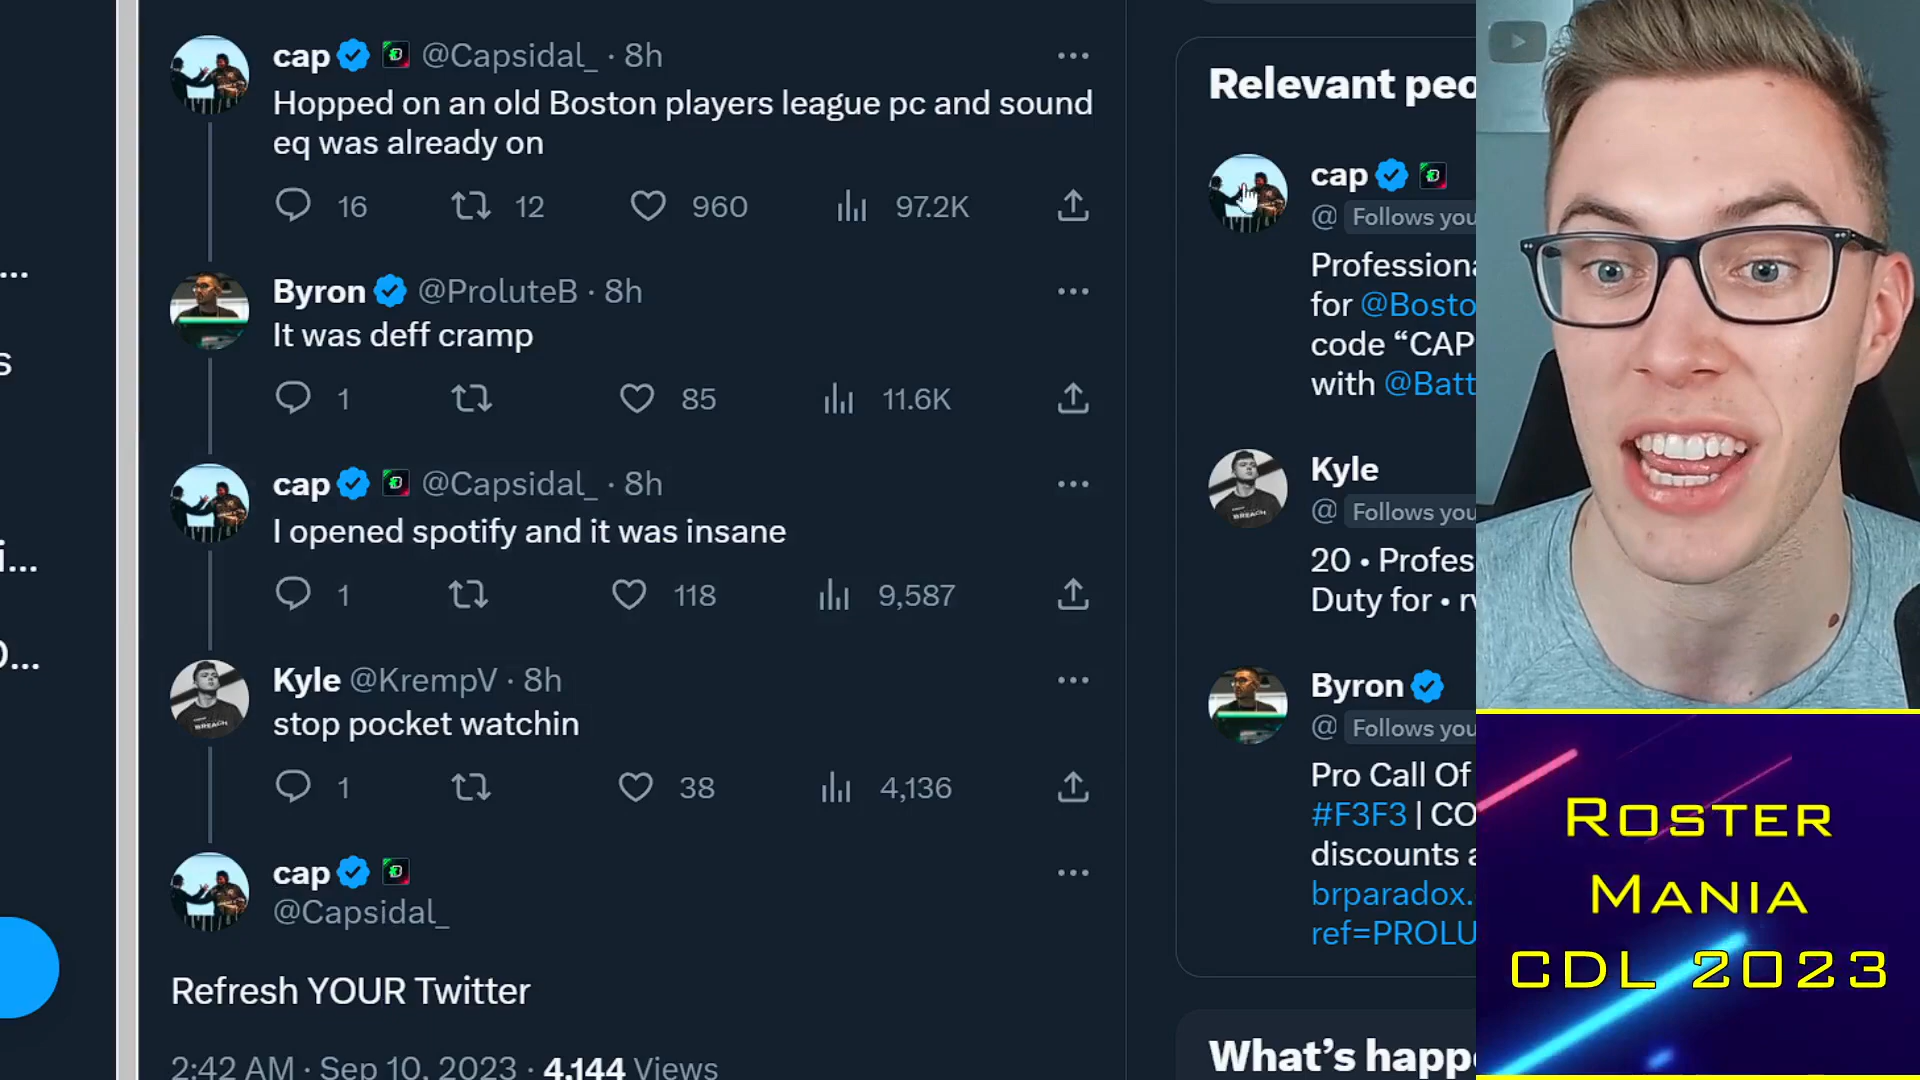 cap @Capsidal_ · 8h
Hopped on an old Boston players league pc and sound
eq was already on
16 12 960 97.2K
Byron @ProluteB · 8h
It was deff cramp
1 85 11.6K
cap @Capsidal_ · 8h
I opened spotify and it was insane
1 118 9,587
Kyle @KrempV · 8h
stop pocket watchin
1 38 4,136
cap
@Capsidal_
Refresh YOUR Twitter
2:42 AM · Sep 10, 2023 · 4,144 Views
Relevant peo
cap
@ Follows you
Professiona
for @Bosto
code “CAP
with @Batt
Kyle
@ Follows you
20 • Profes
Duty for •
Byron
@ Follows you
Pro Call Of
#F3F3 | CO
discounts a
brparadox.
ref=PROLU
What’s happe
Roster
Mania
CDL 2023